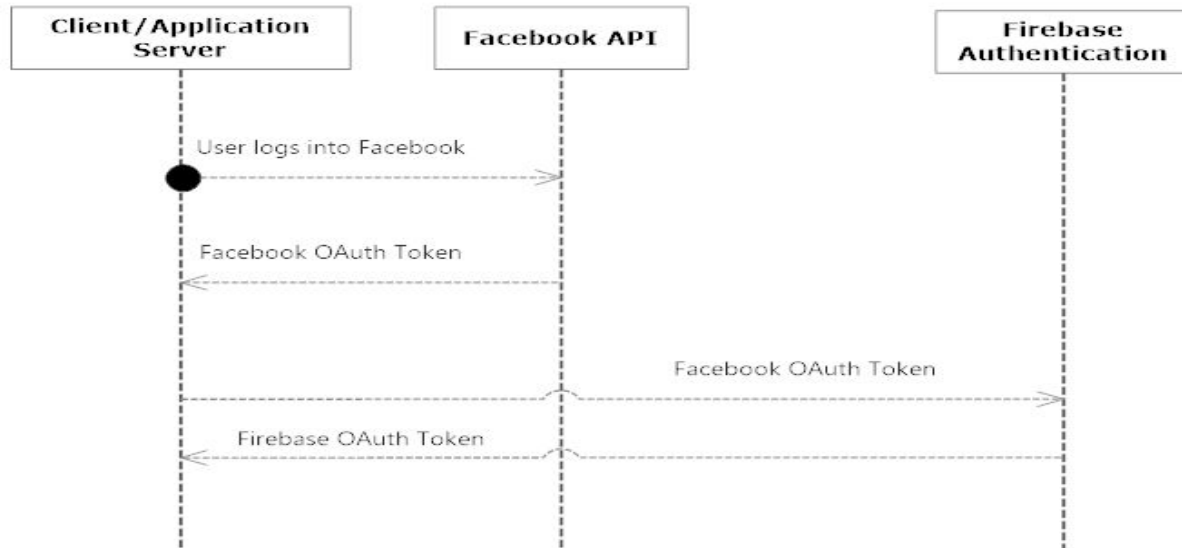 Client/Application
Server
Facebook API
Firebase
Authentication
User logs into Facebook
Facebook OAuth Token
Facebook OAuth Token
Firebase OAuth Token